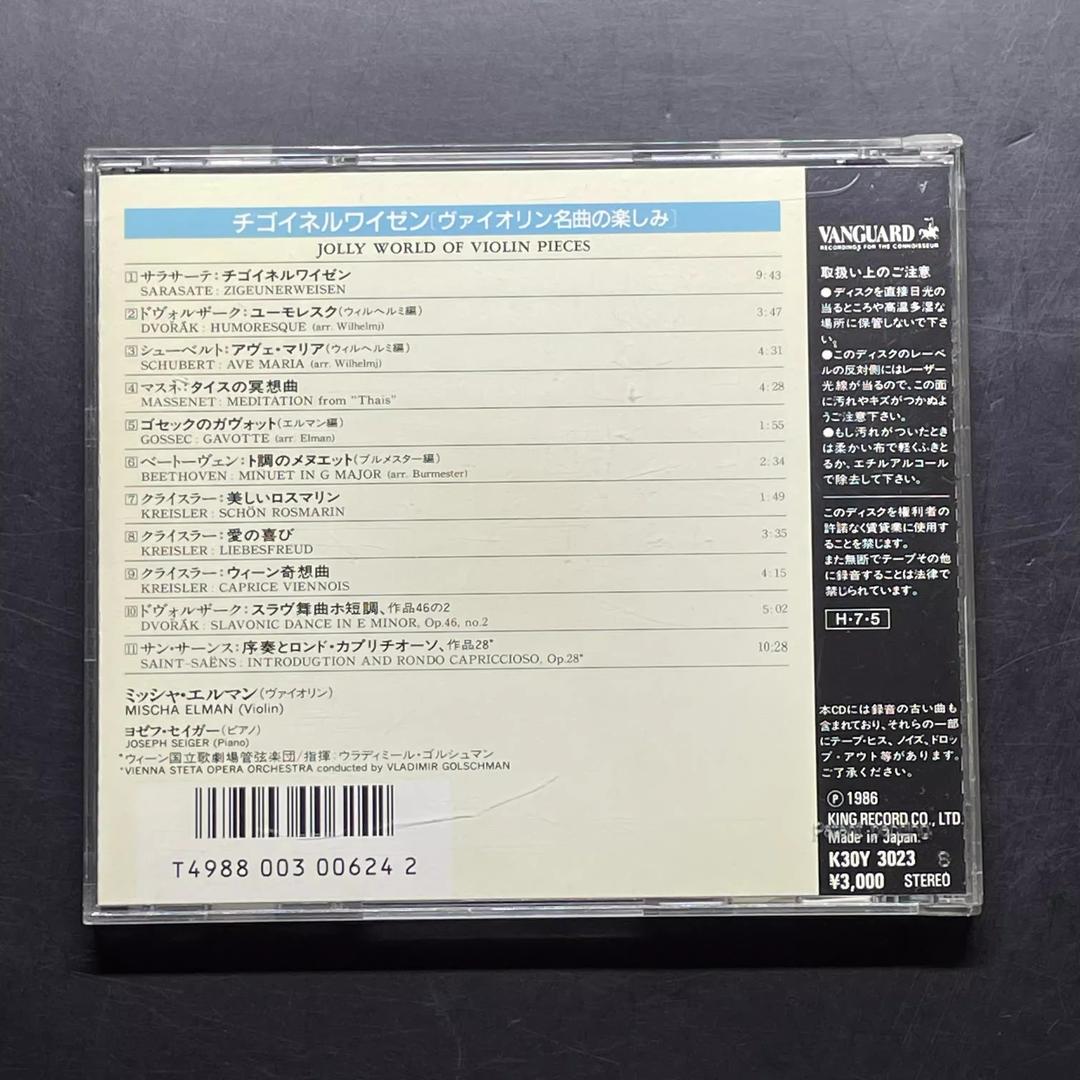 チゴイネルワイゼン[ヴァイオリン名曲の楽しみ]
JOLLY WORLD OF VIOLIN PIECES
1 サラサーテ:チゴイネルワイゼン 9:43
SARASATE : ZIGEUNERWEISEN
2 ドヴォルザーク:ユーモレスク(ウィルヘルミ編) 3:47
DVOŘÁK : HUMORESQUE (arr. Wilhelmj)
3 シューベルト:アヴェ・マリア(ウィルヘルミ編) 4:31
SCHUBERT : AVE MARIA (arr. Wilhelmj)
4 マスネ:タイスの冥想曲 4:28
MASSENET : MEDITATION from "Thais"
5 ゴセックのガヴォット(エルマン編) 1:55
GOSSEC : GAVOTTE (arr. Elman)
6 ベートーヴェン:ト調のメヌエット(ブルメスター編) 2:34
BEETHOVEN : MINUET IN G MAJOR (arr. Burmester)
7 クライスラー:美しいロスマリン 1:49
KREISLER : SCHÖN ROSMARIN
8 クライスラー:愛の喜び 3:35
KREISLER : LIEBESFREUD
9 クライスラー:ウィーン奇想曲 4:15
KREISLER : CAPRICE VIENNOIS
10 ドヴォルザーク:スラヴ舞曲ホ短調、作品46の2 5:02
DVOŘÁK : SLAVONIC DANCE IN E MINOR, Op.46, no.2
11 サン・サーンス:序奏とロンド・カプリチオーソ、作品28* 10:28
SAINT-SAËNS : INTRODUGTION AND RONDO CAPRICCIOSO, Op.28*
ミッシャ・エルマン(ヴァイオリン)
MISCHA ELMAN (Violin)
ヨゼフ・セイガー(ピアノ)
JOSEPH SEIGER (Piano)
*ウィーン国立歌劇場管弦楽団/指揮:ウラディミール・ゴルシュマン
*VIENNA STETA OPERA ORCHESTRA conducted by VLADIMIR GOLSCHMAN
T4988 003 00624 2
VANGUARD
RECORDINGS FOR THE CONNOISSEUR
取扱い上のご注意
●ディスクを直接日光の
当るところや高温多湿な
場所に保管しないで下さ
い。
●このディスクのレーベ
ルの反対側にはレーザー
光線が当るので、この面
に汚れやキズがつかぬよ
うご注意下さい。
●もし汚れがついたとき
は柔かい布で軽くふきと
るか、エチルアルコール
で除去して下さい。
このディスクを権利者の
許諾なく賃貸業に使用す
ることを禁じます。
また無断でテープその他
に録音することは法律で
禁じられています。
H・7・5
本CDには録音の古い曲も
含まれており、それらの一部
にテープ・ヒス、ノイズ、ドロッ
プ・アウト等があります。
ご了承ください。
Ⓟ 1986
KING RECORD CO., LTD.
Made in Japan.
K30Y 3023 8
¥3,000 STEREO